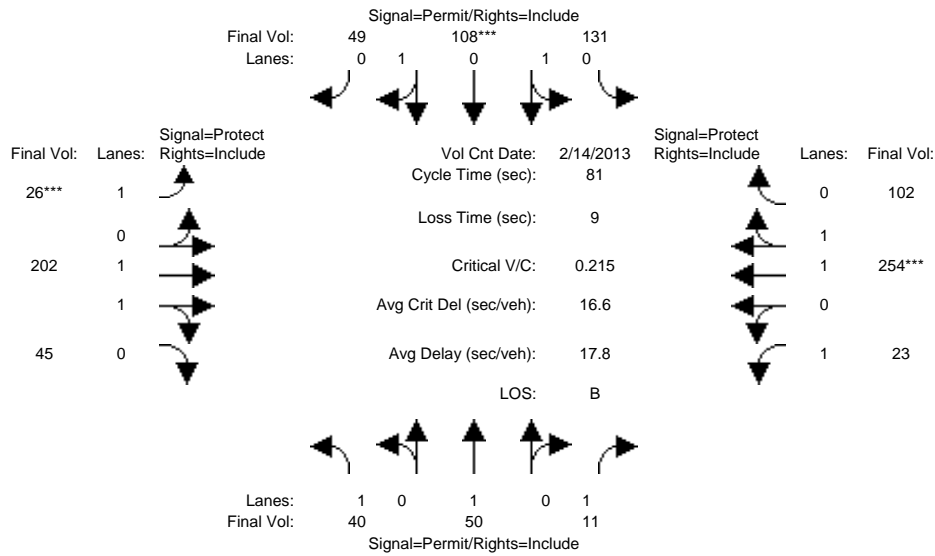 Signal=Permit/Rights=Include
Final Vol: 49 108*** 131
Lanes: 0 1 0 1 0
Signal=Protect
Final Vol: Lanes: Rights=Include
Vol Cnt Date: 2/14/2013
Signal=Protect
Rights=Include Lanes: Final Vol:
Cycle Time (sec): 81
26*** 1
0 102
Loss Time (sec): 9
0
1
202 1
Critical V/C: 0.215
1 254***
1
Avg Crit Del (sec/veh): 16.6
0
45 0
Avg Delay (sec/veh): 17.8
1 23
LOS: B
Lanes: 1 0 1 0 1
Final Vol: 40 50 11
Signal=Permit/Rights=Include